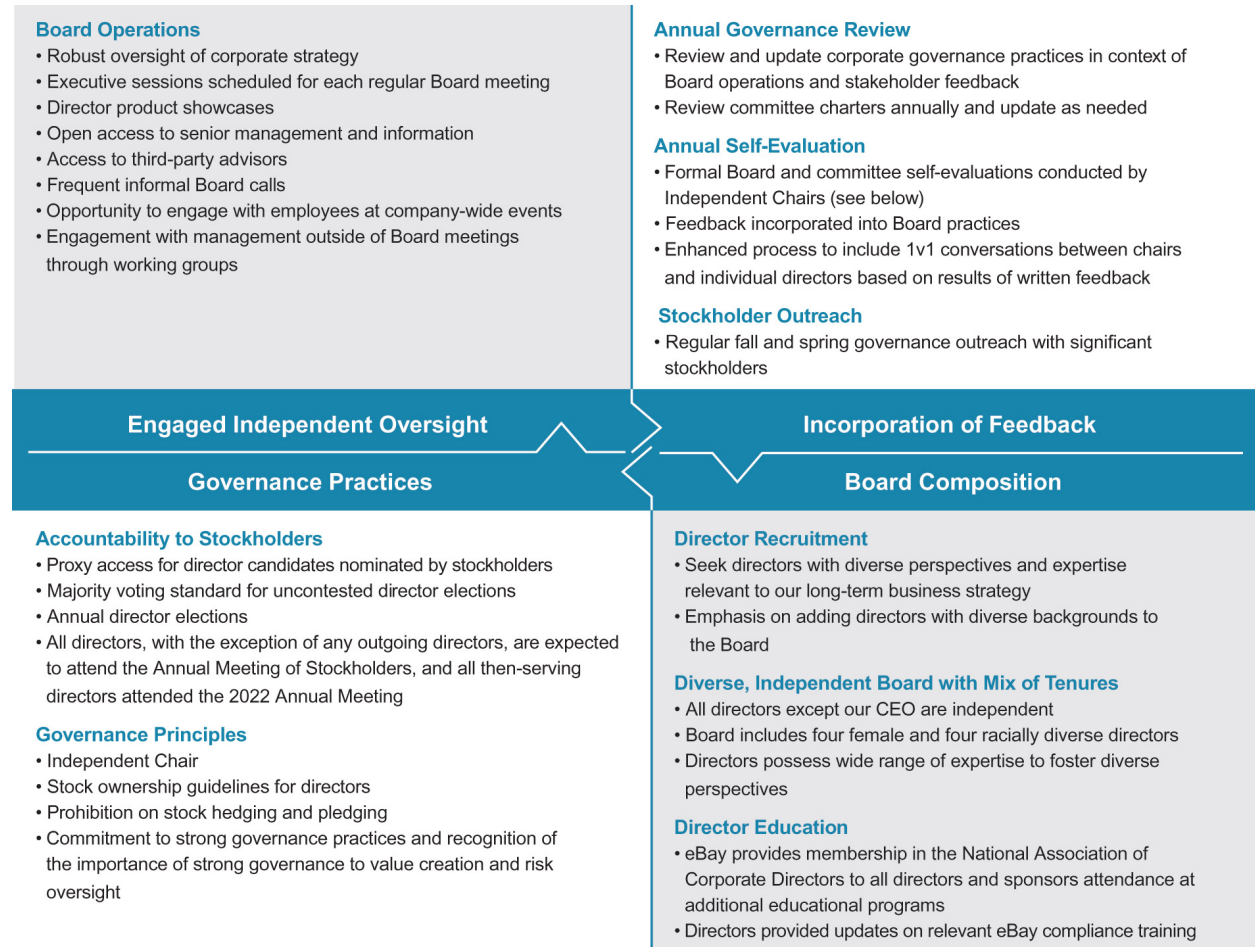 Board Operations
• Robust oversight of corporate strategy
• Executive sessions scheduled for each regular Board meeting
• Director product showcases
• Open access to senior management and information
• Access to third-party advisors
• Frequent informal Board calls
• Opportunity to engage with employees at company-wide events
• Engagement with management outside of Board meetings
through working groups
Annual Governance Review
• Review and update corporate governance practices in context of
Board operations and stakeholder feedback
• Review committee charters annually and update as needed
Annual Self-Evaluation
• Formal Board and committee self-evaluations conducted by
Independent Chairs (see below)
• Feedback incorporated into Board practices
• Enhanced process to include 1v1 conversations between chairs
and individual directors based on results of written feedback
Stockholder Outreach
• Regular fall and spring governance outreach with significant
stockholders
Engaged Independent Oversight
Incorporation of Feedback
Governance Practices
Board Composition
Accountability to Stockholders
• Proxy access for director candidates nominated by stockholders
• Majority voting standard for uncontested director elections
• Annual director elections
• All directors, with the exception of any outgoing directors, are expected
to attend the Annual Meeting of Stockholders, and all then-serving
directors attended the 2022 Annual Meeting
Governance Principles
• Independent Chair
• Stock ownership guidelines for directors
• Prohibition on stock hedging and pledging
• Commitment to strong governance practices and recognition of
the importance of strong governance to value creation and risk
oversight
Director Recruitment
• Seek directors with diverse perspectives and expertise
relevant to our long-term business strategy
• Emphasis on adding directors with diverse backgrounds to
the Board
Diverse, Independent Board with Mix of Tenures
• All directors except our CEO are independent
• Board includes four female and four racially diverse directors
• Directors possess wide range of expertise to foster diverse
perspectives
Director Education
• eBay provides membership in the National Association of
Corporate Directors to all directors and sponsors attendance at
additional educational programs
• Directors provided updates on relevant eBay compliance training